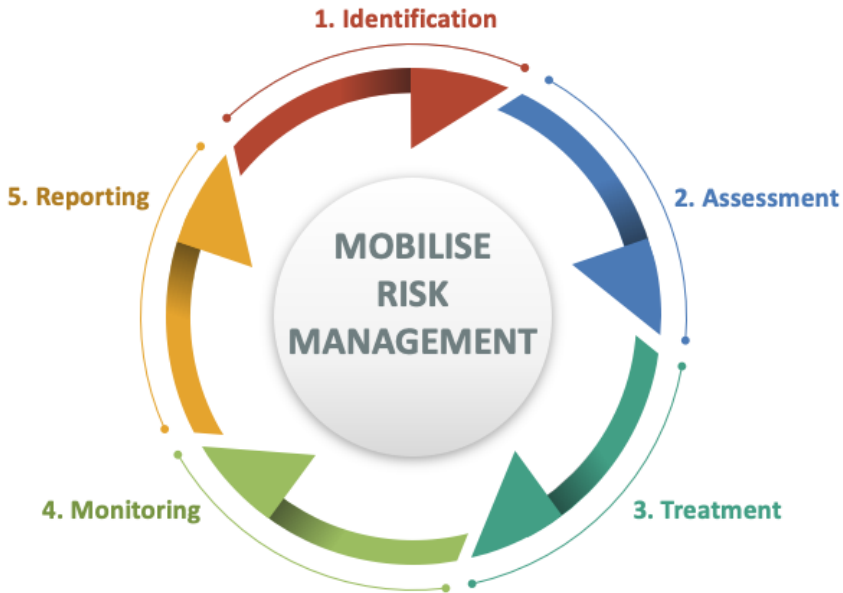 1. Identification
2. Assessment
3. Treatment
4. Monitoring
5. Reporting
MOBILISE
RISK
MANAGEMENT